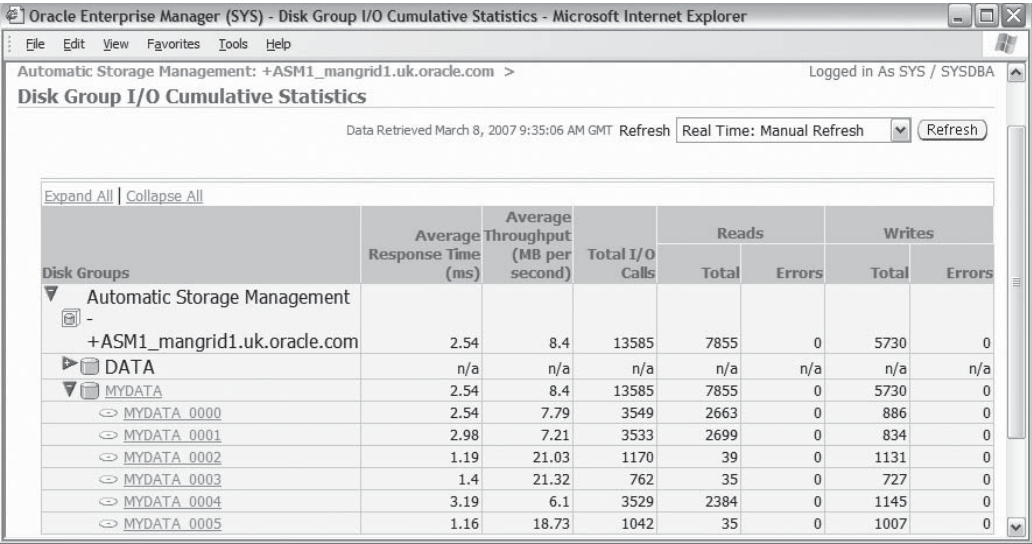 Oracle Enterprise Manager (SYS) - Disk Group I/O Cumulative Statistics - Microsoft Internet Explorer
File Edit View Favorites Tools Help
Automatic Storage Management: +ASM1_mangrid1.uk.oracle.com > Logged in As SYS / SYSDBA
Disk Group I/O Cumulative Statistics
Data Retrieved March 8, 2007 9:35:06 AM GMT Refresh Real Time: Manual Refresh Refresh
Expand All | Collapse All
Disk Groups Average Response Time (ms) Average Throughput (MB per second) Total I/O Calls Reads Total Errors Writes Total Errors
Automatic Storage Management
-
+ASM1_mangrid1.uk.oracle.com 2.54 8.4 13585 7855 0 5730 0
DATA n/a n/a n/a n/a n/a n/a n/a
MYDATA 2.54 8.4 13585 7855 0 5730 0
MYDATA_0000 2.54 7.79 3549 2663 0 886 0
MYDATA_0001 2.98 7.21 3533 2699 0 834 0
MYDATA_0002 1.19 21.03 1170 39 0 1131 0
MYDATA_0003 1.4 21.32 762 35 0 727 0
MYDATA_0004 3.19 6.1 3529 2384 0 1145 0
MYDATA_0005 1.16 18.73 1042 35 0 1007 0